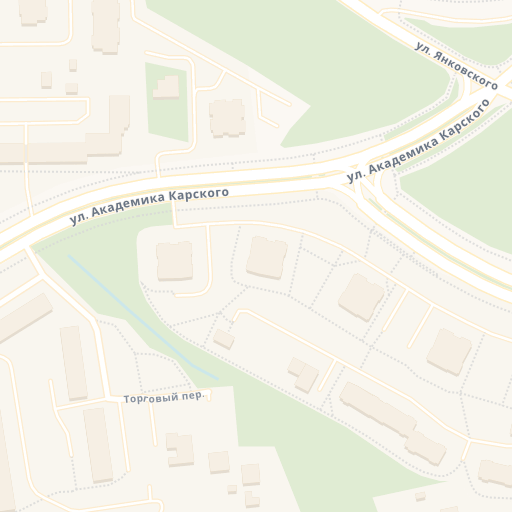 ул. Янковского
ул. Академика Карского
ул. Академика Карского
Торговый пер.